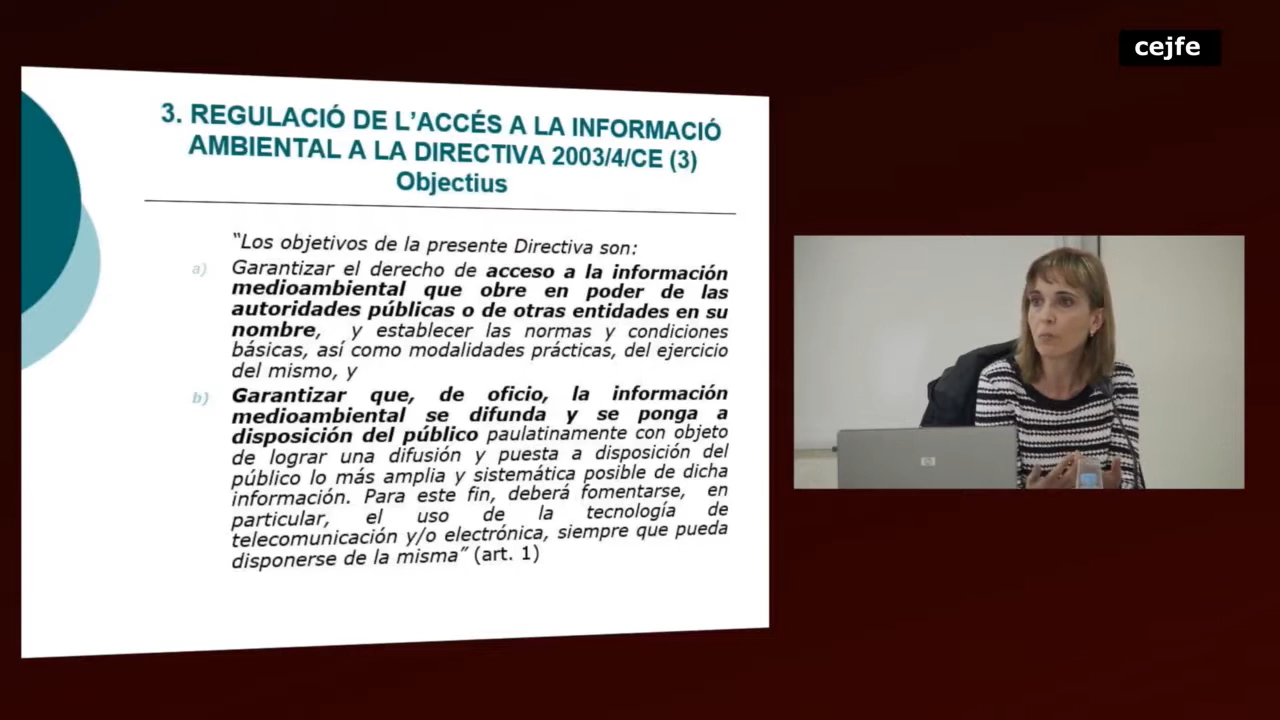 cejfe
3. REGULACIÓ DE L'ACCÉS A LA INFORMACIÓ
AMBIENTAL A LA DIRECTIVA 2003/4/CE (3)
Objectius
"Los objetivos de la presente Directiva son:
a) Garantizar el derecho de acceso a la información
medioambiental que obre en poder de las
autoridades públicas o de otras entidades en su
nombre, y establecer las normas y condiciones
básicas, así como modalidades prácticas, del ejercicio
del mismo, y
b) Garantizar que, de oficio, la información
medioambiental se difunda y se ponga a
disposición del público paulatinamente con objeto
de lograr una difusión y puesta a disposición del
público lo más amplia y sistemática posible de dicha
información. Para este fin, deberá fomentarse, en
particular, el uso de la tecnología de
telecomunicación y/o electrónica, siempre que pueda
disponerse de la misma" (art. 1)
hp